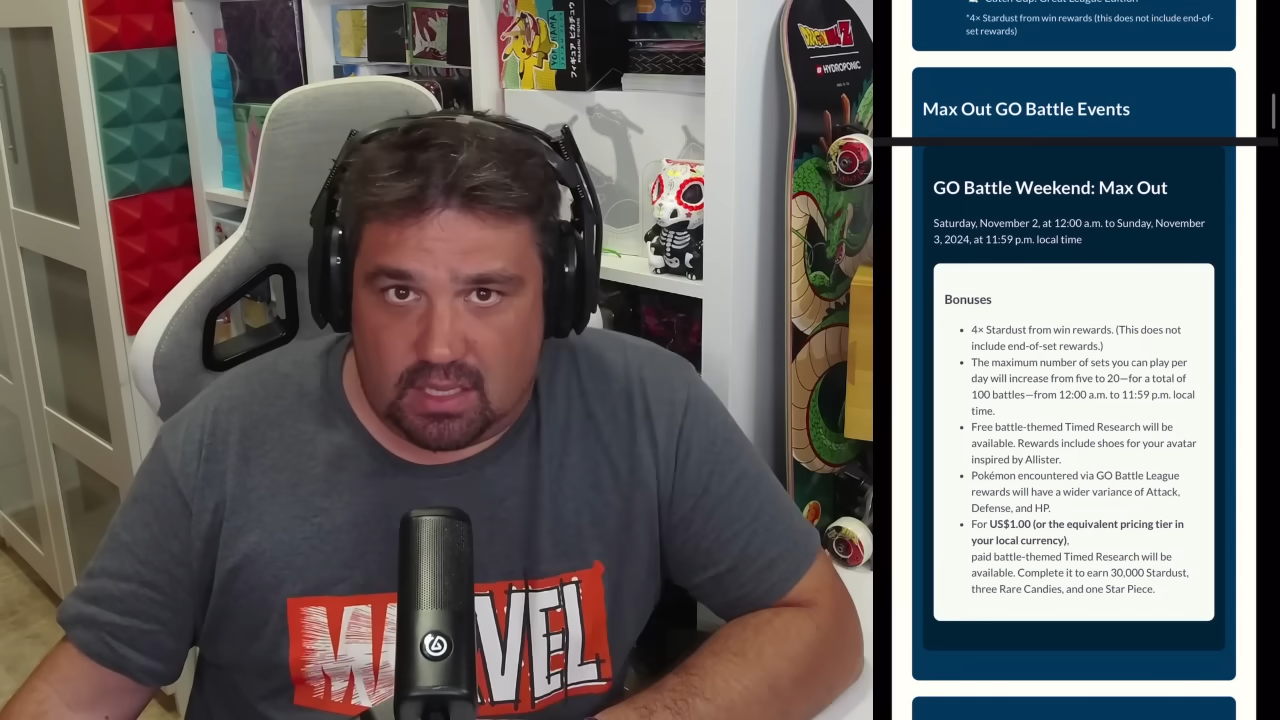 Catch Cup: Great League Edition
*4× Stardust from win rewards (this does not include end-of-
set rewards)
Max Out GO Battle Events
GO Battle Weekend: Max Out
Saturday, November 2, at 12:00 a.m. to Sunday, November
3, 2024, at 11:59 p.m. local time
Bonuses
4× Stardust from win rewards. (This does not
include end-of-set rewards.)
The maximum number of sets you can play per
day will increase from five to 20—for a total of
100 battles—from 12:00 a.m. to 11:59 p.m. local
time.
Free battle-themed Timed Research will be
available. Rewards include shoes for your avatar
inspired by Allister.
Pokémon encountered via GO Battle League
rewards will have a wider variance of Attack,
Defense, and HP.
For US$1.00 (or the equivalent pricing tier in
your local currency),
paid battle-themed Timed Research will be
available. Complete it to earn 30,000 Stardust,
three Rare Candies, and one Star Piece.
HYDROPONIC
MARVEL